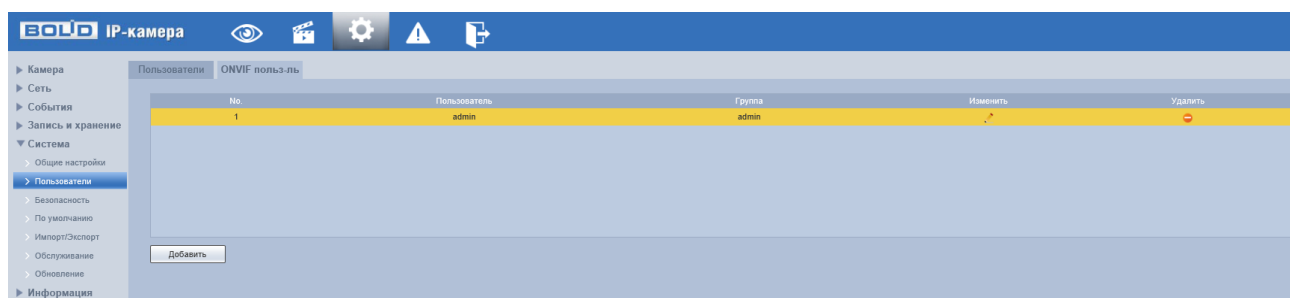 BOLID IP-камера
Камера
Сеть
События
Запись и хранение
Система
Общие настройки
Пользователи
Безопасность
По умолчанию
Импорт/Экспорт
Обслуживание
Обновление
Информация
Пользователи ONVIF польз-ль
No. Пользователь Группа Изменить Удалить
1 admin admin
Добавить